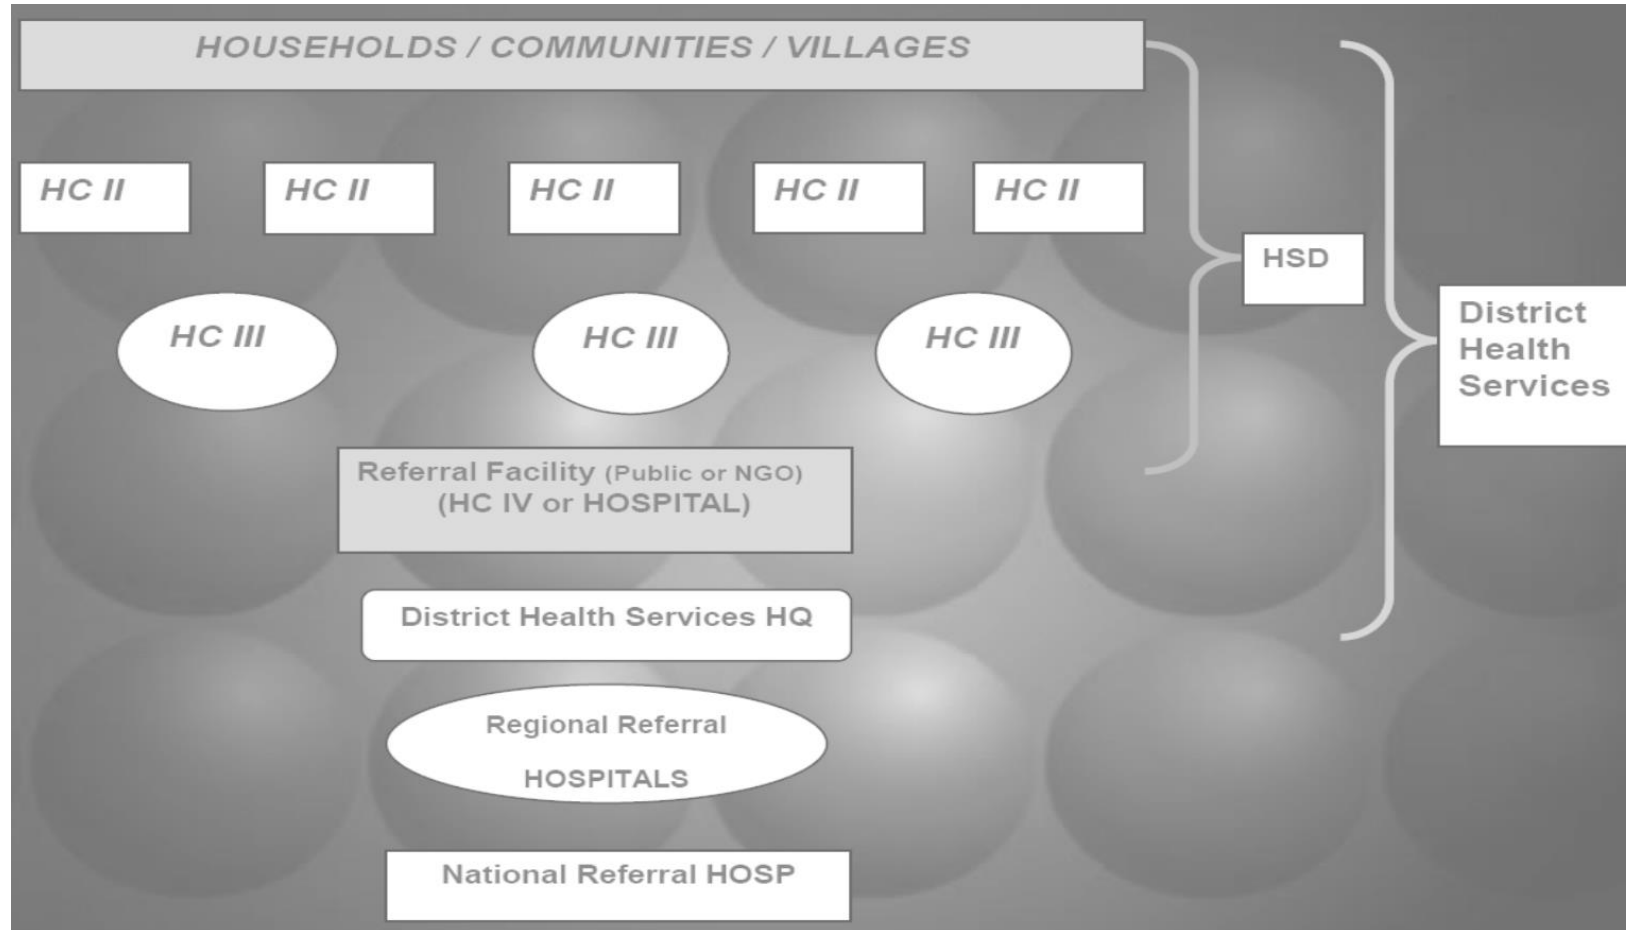 HOUSEHOLDS / COMMUNITIES / VILLAGES
HC II
HC II
HC II
HC II
HC II
HSD
HC III
HC III
HC III
District
Health
Services
Referral Facility (Public or NGO)
(HC IV or HOSPITAL)
District Health Services HQ
Regional Referral
HOSPITALS
National Referral HOSP